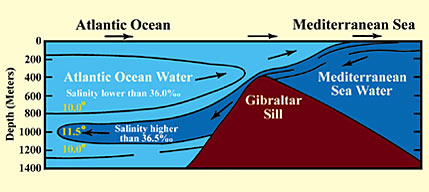 Atlantic Ocean
Mediterranean Sea
Depth (Meters)
0
200
400
600
800
1000
1200
1400
Atlantic Ocean Water
Salinity lower than 36.0‰
10.0°
11.5°
Salinity higher
than 36.5‰
10.0°
Gibraltar
Sill
Mediterranean
Sea Water